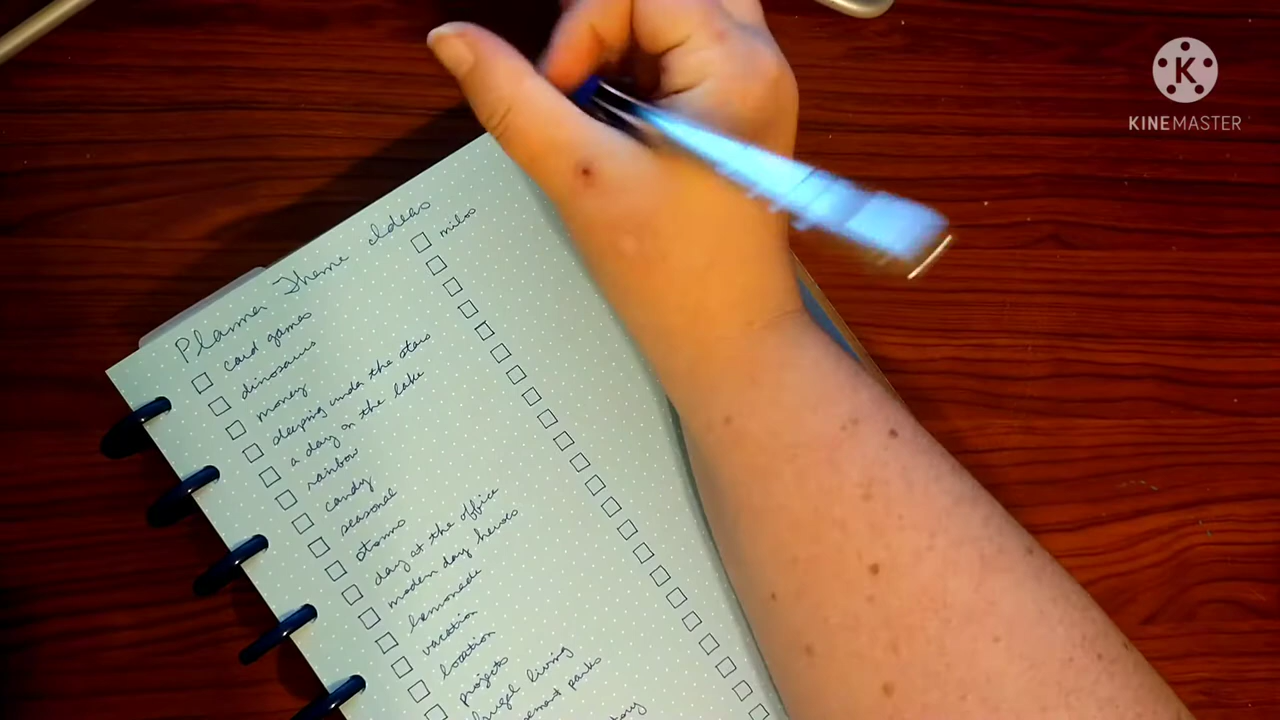 Planner Theme Ideas
card games
dinosaurs
money
sleeping under the stars
a day on the lake
rainbow
candy
seasonal
storms
day at the office
modern day heroes
lemonade
vacation
location
projects
frugal living
parks
milos
KINEMASTER